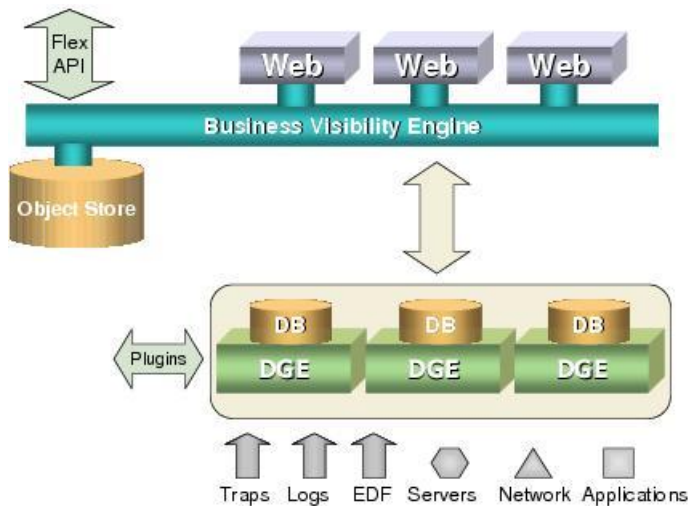 Flex
API
Web
Web
Web
Business Visibility Engine
Object Store
DB
DB
DB
Plugins
DGE
DGE
DGE
Traps
Logs
EDF
Servers
Network
Applications